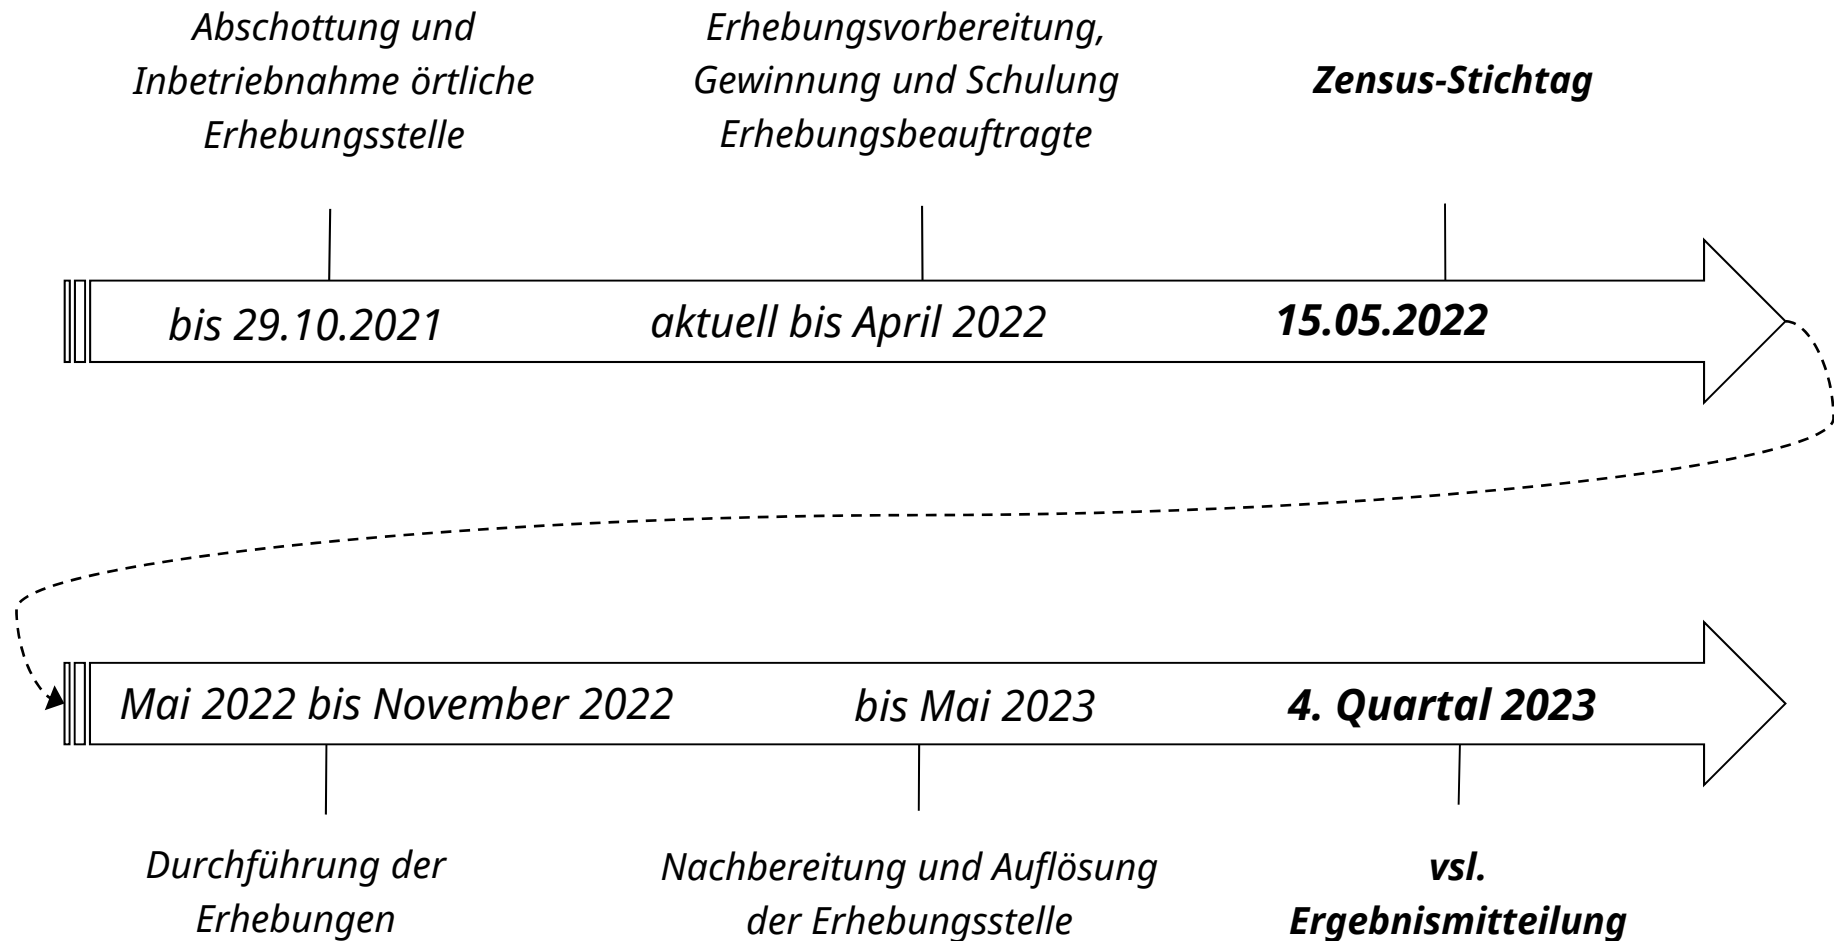 Abschottung und
Inbetriebnahme örtliche
Erhebungsstelle
Erhebungsvorbereitung,
Gewinnung und Schulung
Erhebungsbeauftragte
Zensus-Stichtag
bis 29.10.2021
aktuell bis April 2022
15.05.2022
Mai 2022 bis November 2022
bis Mai 2023
4. Quartal 2023
Durchführung der
Erhebungen
Nachbereitung und Auflösung
der Erhebungsstelle
vsl.
Ergebnismitteilung